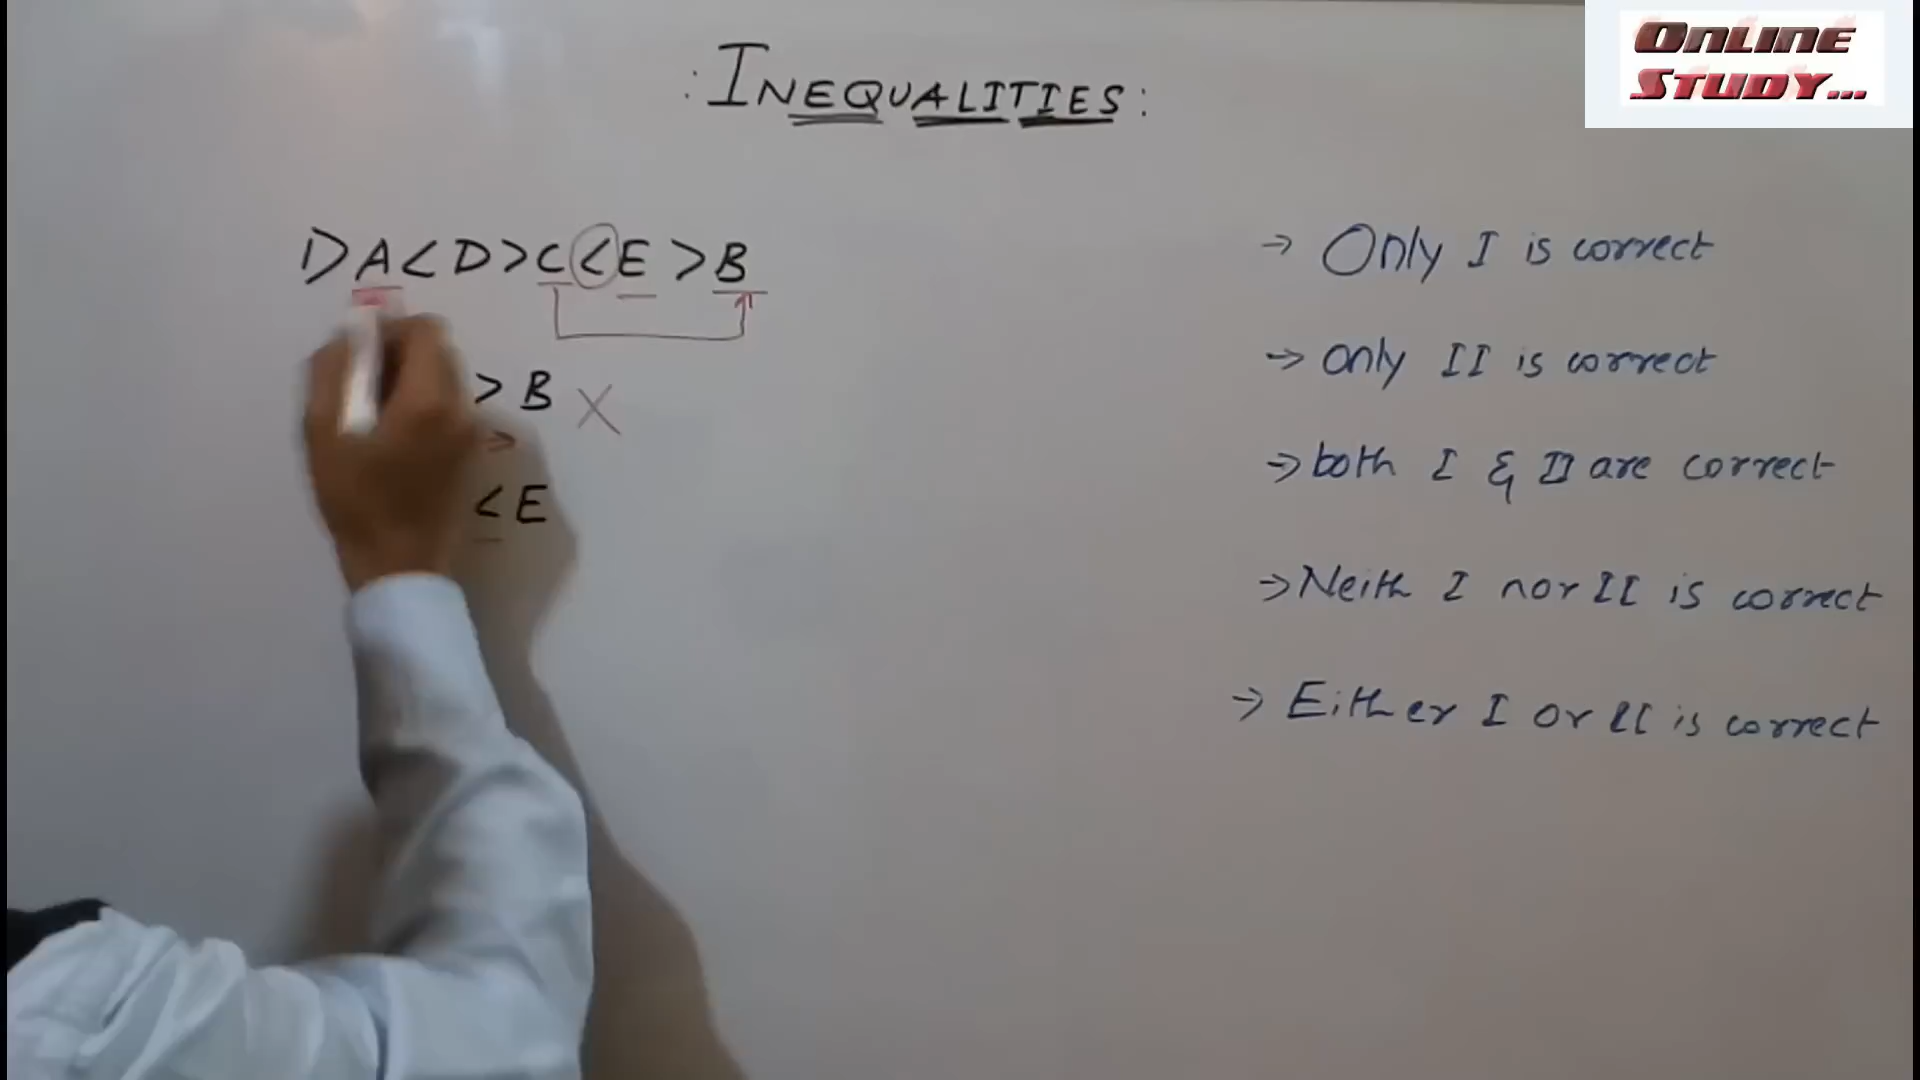 ONLINE
STUDY...
: INEQUALITIES :
1) A < D > C < E > B
> B X
< E
→ Only I is correct
→ only II is correct
→ both I & II are correct
→ Neith I nor II is correct
→ Either I or II is correct